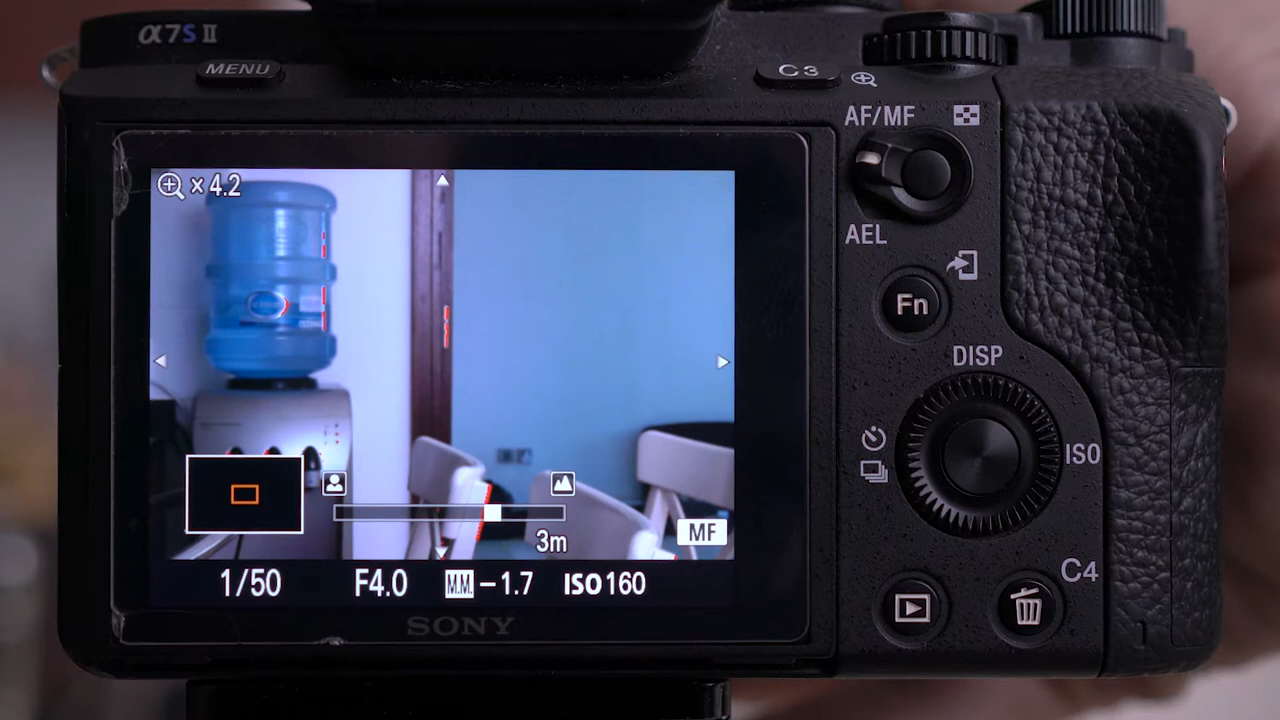 α7S II
MENU
C3
AF/MF
×4.2
AEL
Fn
DISP
ISO
3m
MF
1/50 F4.0 M.M. −1.7 ISO 160
C4
SONY